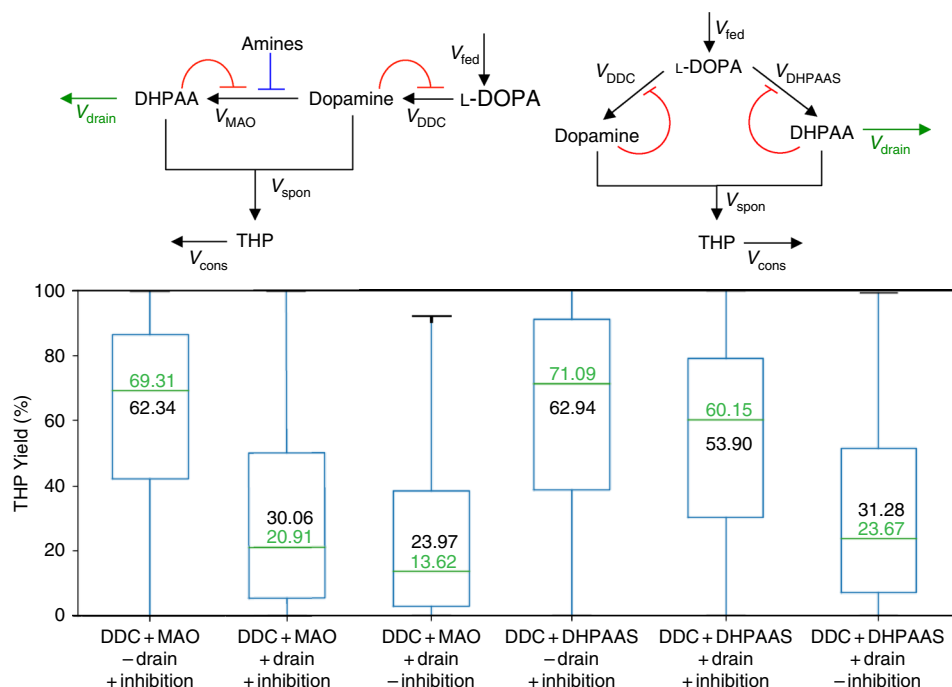 Amines
V_drain
DHPAA
V_MAO
Dopamine
V_DDC
V_fed
L-DOPA
V_spon
THP
V_cons
V_fed
L-DOPA
V_DDC
V_DHPAAS
Dopamine
DHPAA
V_drain
V_spon
THP
V_cons
THP Yield (%)
100
80
60
40
20
0
69.31
62.34
30.06
20.91
23.97
13.62
71.09
62.94
60.15
53.90
31.28
23.67
DDC + MAO
– drain
+ inhibition
DDC + MAO
+ drain
+ inhibition
DDC + MAO
+ drain
– inhibition
DDC + DHPAAS
– drain
+ inhibition
DDC + DHPAAS
+ drain
+ inhibition
DDC + DHPAAS
+ drain
– inhibition